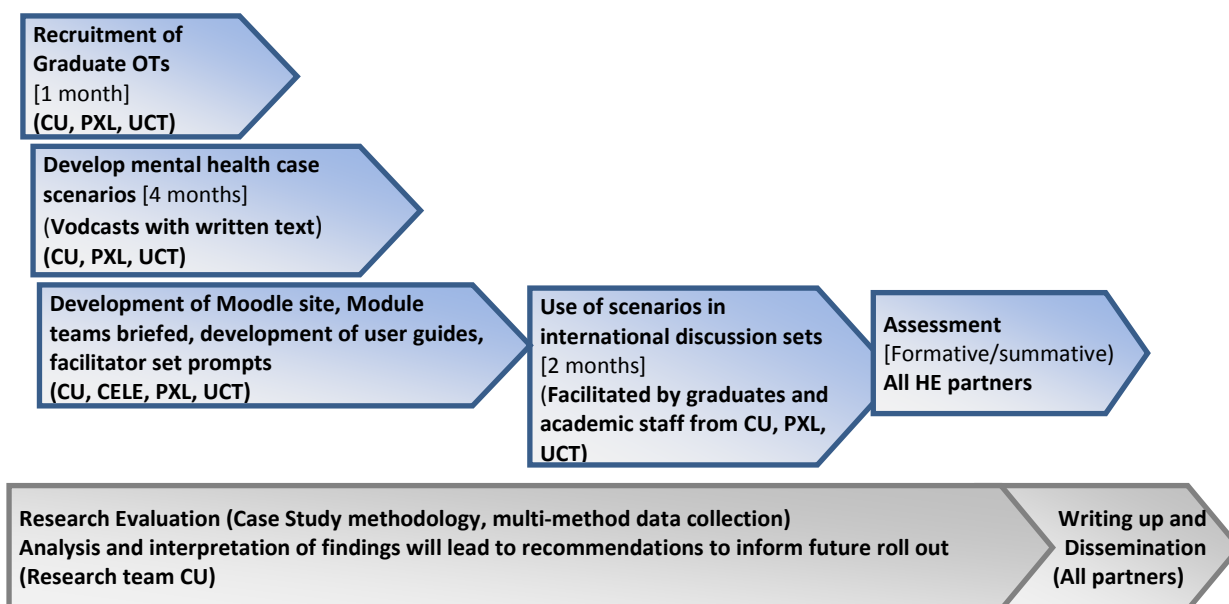 Recruitment of
Graduate OTs
[1 month]
(CU, PXL, UCT)
Develop mental health case
scenarios [4 months]
(Vodcasts with written text)
(CU, PXL, UCT)
Development of Moodle site, Module
teams briefed, development of user guides,
facilitator set prompts
(CU, CELE, PXL, UCT)
Use of scenarios in
international discussion sets
[2 months]
(Facilitated by graduates and
academic staff from CU, PXL,
UCT)
Assessment
[Formative/summative)
All HE partners
Research Evaluation (Case Study methodology, multi-method data collection)
Analysis and interpretation of findings will lead to recommendations to inform future roll out
(Research team CU)
Writing up and
Dissemination
(All partners)